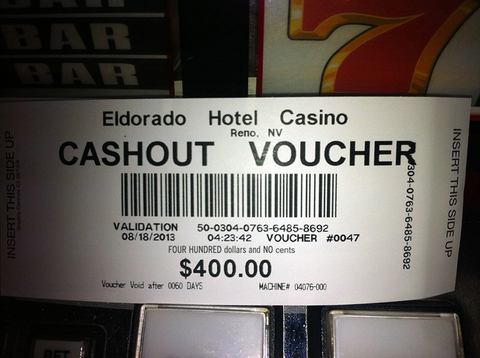 BAR
BAR
BAR
7
Eldorado Hotel Casino
Reno, NV
CASHOUT VOUCHER
INSERT THIS SIDE UP
INSERT THIS SIDE UP
304-0763-6485-8692
VALIDATION 50-0304-0763-6485-8692
08/18/2013 04:23:42 VOUCHER #0047
FOUR HUNDRED dollars and NO cents
$400.00
Voucher Void after 0060 DAYS MACHINE# 04076-000
BET